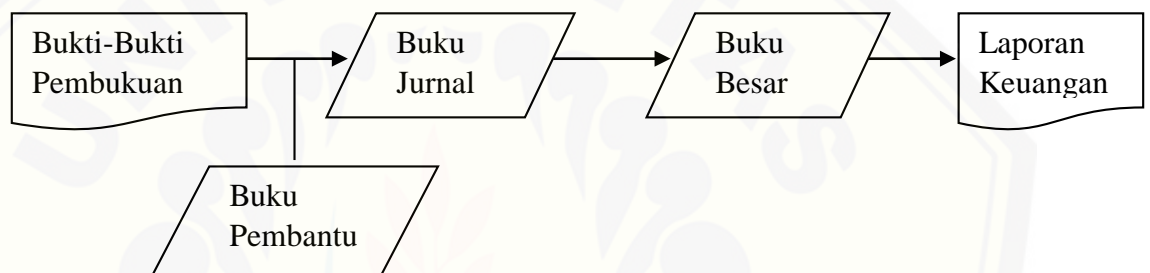 Bukti-Bukti
Pembukuan
Buku
Jurnal
Buku
Besar
Laporan
Keuangan
Buku
Pembantu